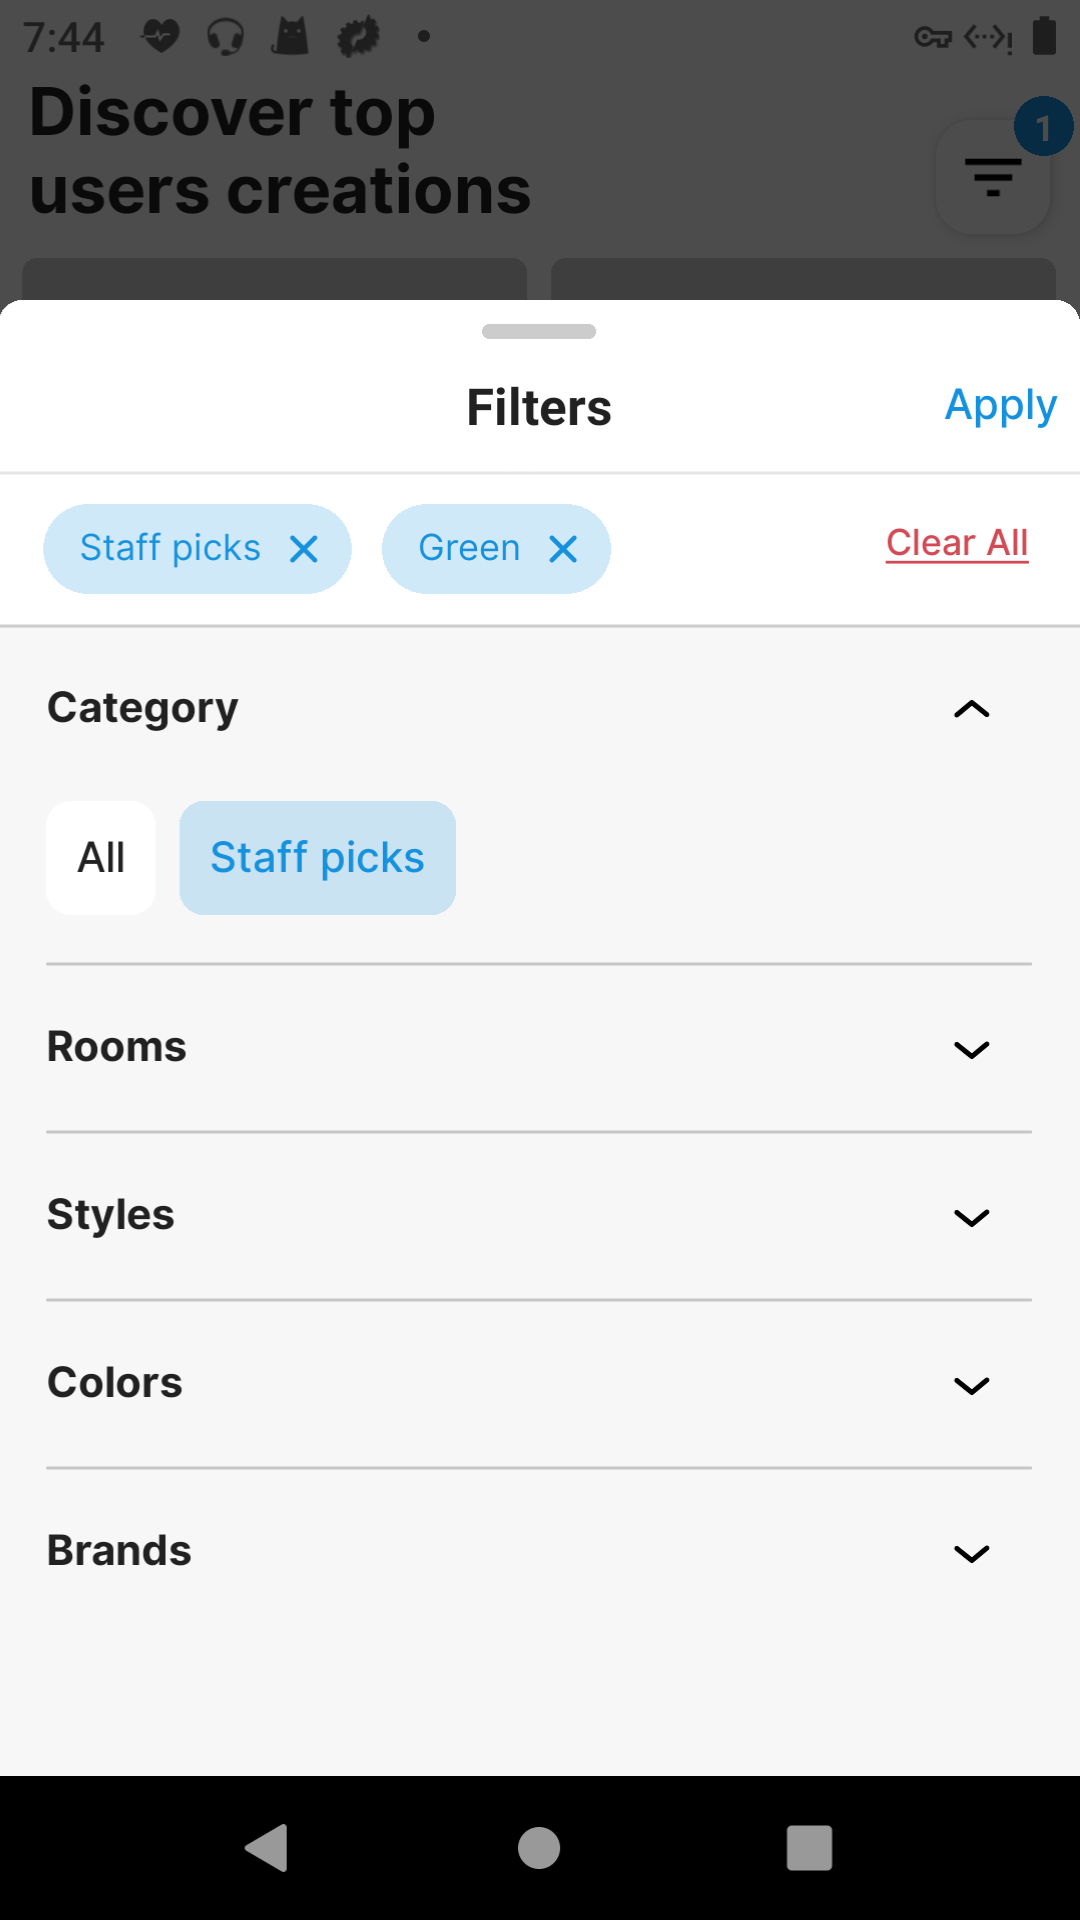 7:44
Discover top
users creations
1
Filters
Apply
Staff picks
Green
Clear All
Category
All
Staff picks
Rooms
Styles
Colors
Brands